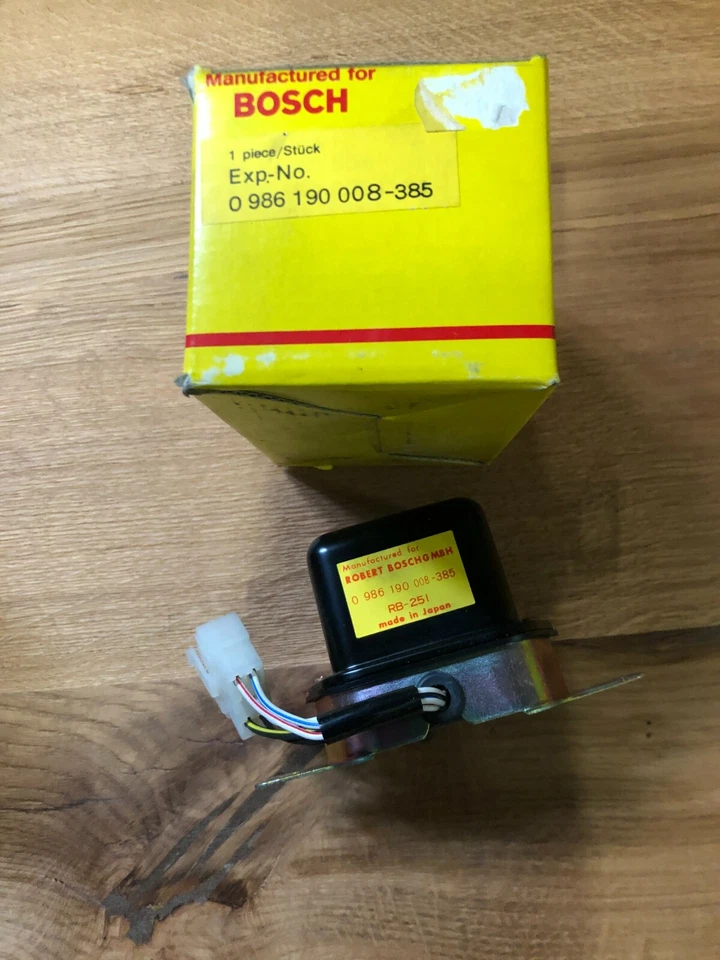 Manufactured for
BOSCH
1 piece/Stück
Exp.-No.
0 986 190 008-385
Manufactured for
ROBERT BOSCH GMBH
0 986 190 008-385
RB-251
made in Japan